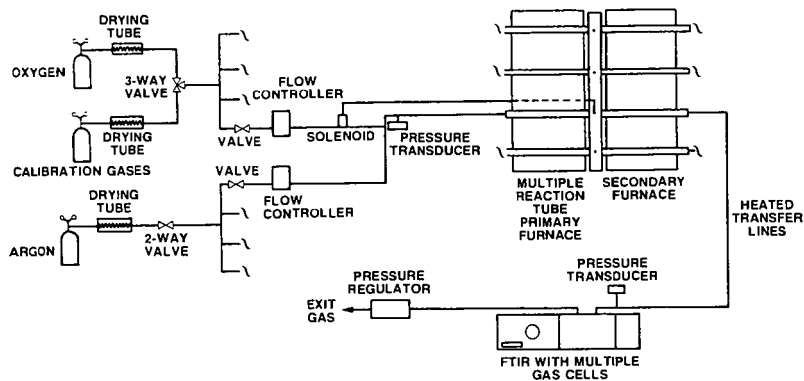 DRYING
TUBE
OXYGEN
3-WAY
VALVE
FLOW
CONTROLLER
DRYING
TUBE
CALIBRATION GASES
VALVE
SOLENOID
PRESSURE
TRANSDUCER
VALVE
FLOW
CONTROLLER
DRYING
TUBE
2-WAY
VALVE
ARGON
MULTIPLE
REACTION
TUBE
PRIMARY
FURNACE
SECONDARY
FURNACE
HEATED
TRANSFER
LINES
PRESSURE
TRANSDUCER
PRESSURE
REGULATOR
EXIT
GAS
FTIR WITH MULTIPLE
GAS CELLS